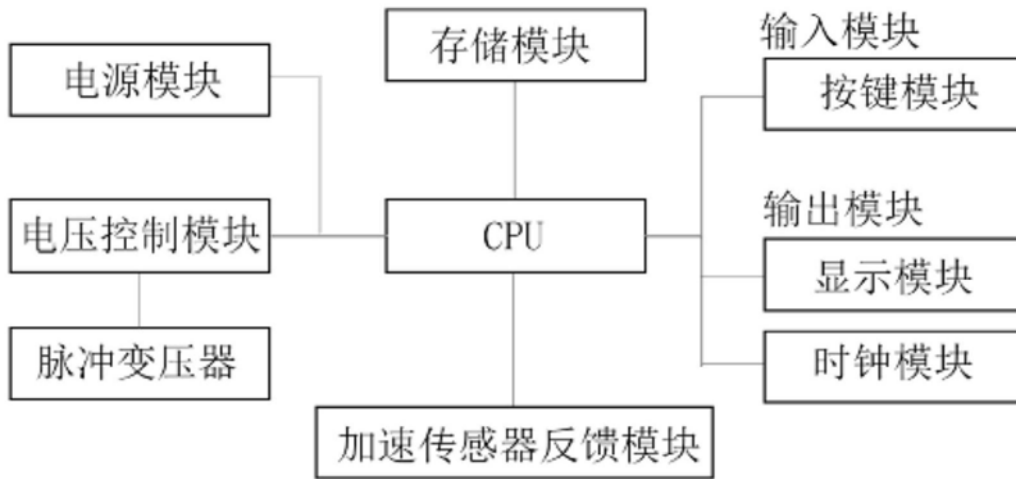 存储模块
输入模块
电源模块
按键模块
电压控制模块
CPU
输出模块
显示模块
脉冲变压器
时钟模块
加速传感器反馈模块